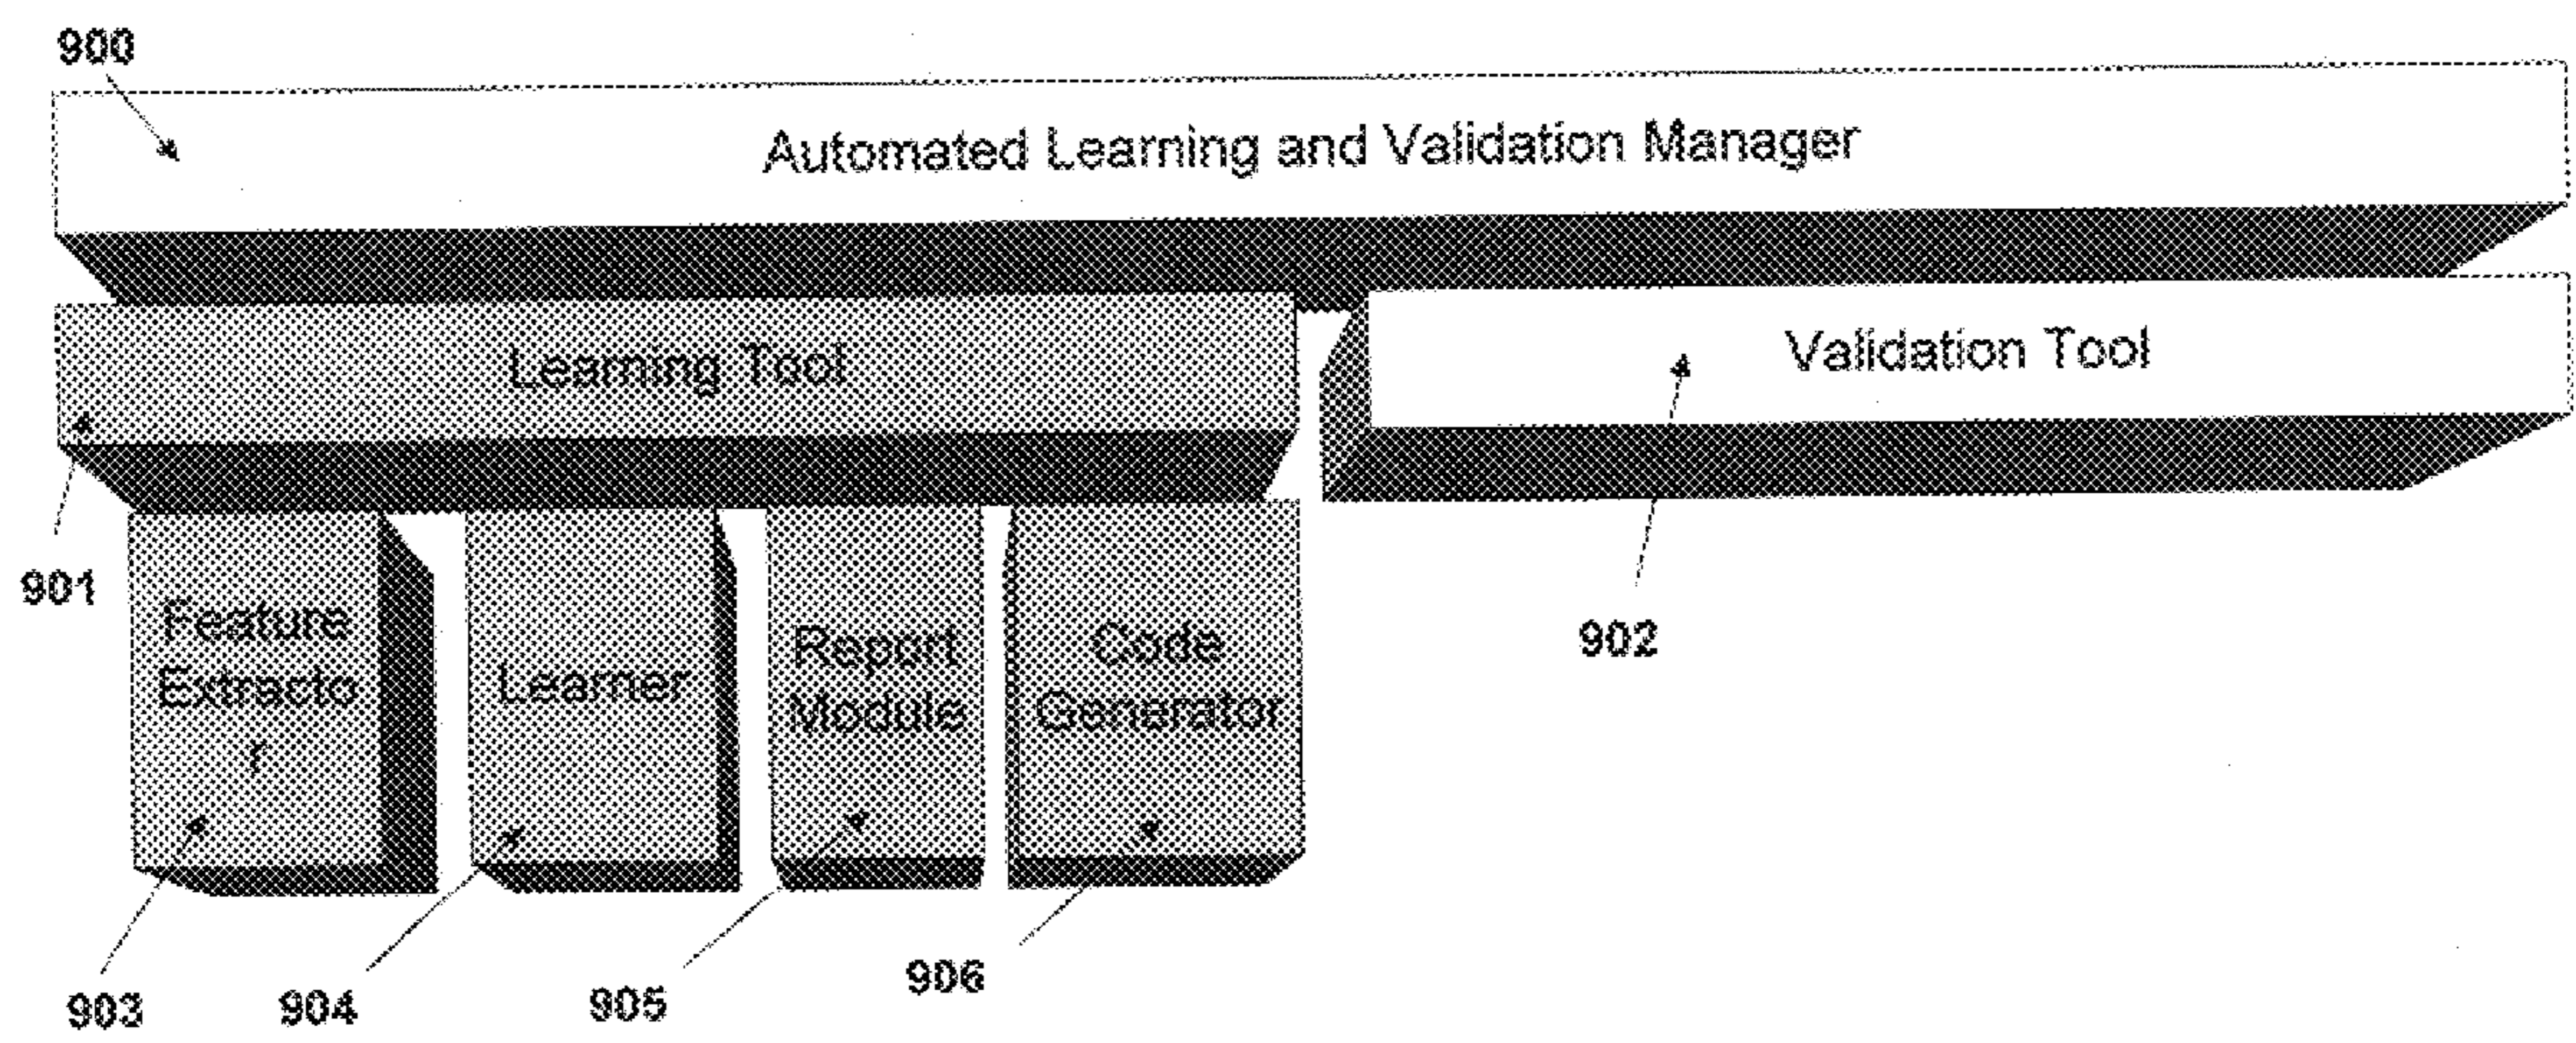 900
Automated Learning and Validation Manager
Learning Tool
Validation Tool
901
Feature
Extracto
r
Learner
Report
Module
Code
Generator
902
903
904
905
906